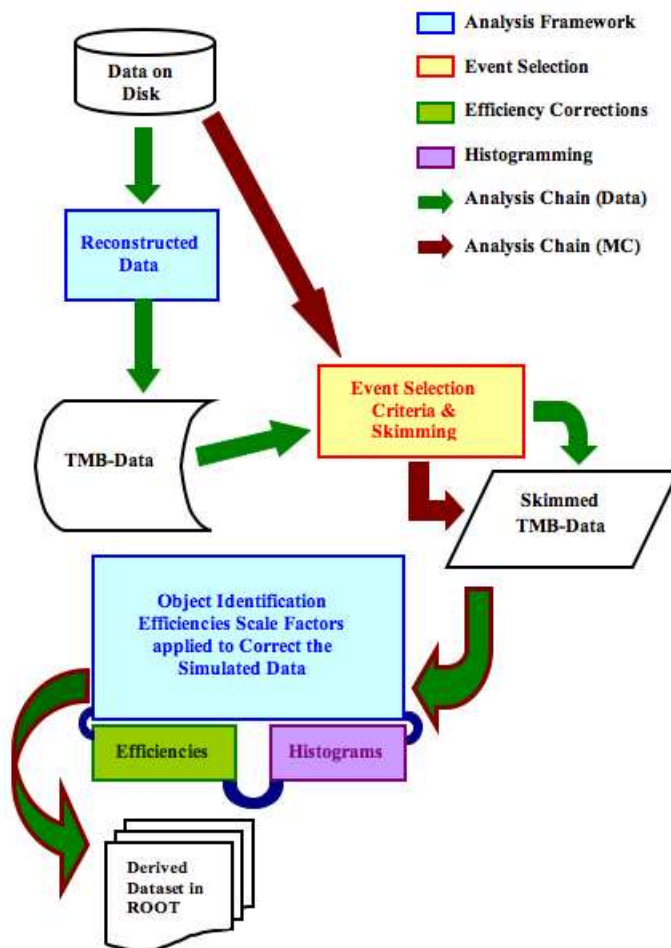 Analysis Framework
Event Selection
Efficiency Corrections
Histogramming
Analysis Chain (Data)
Analysis Chain (MC)
Data on
Disk
Reconstructed
Data
TMB-Data
Event Selection
Criteria &
Skimming
Skimmed
TMB-Data
Object Identification
Efficiencies Scale Factors
applied to Correct the
Simulated Data
Efficiencies
Histograms
Derived
Dataset in
ROOT